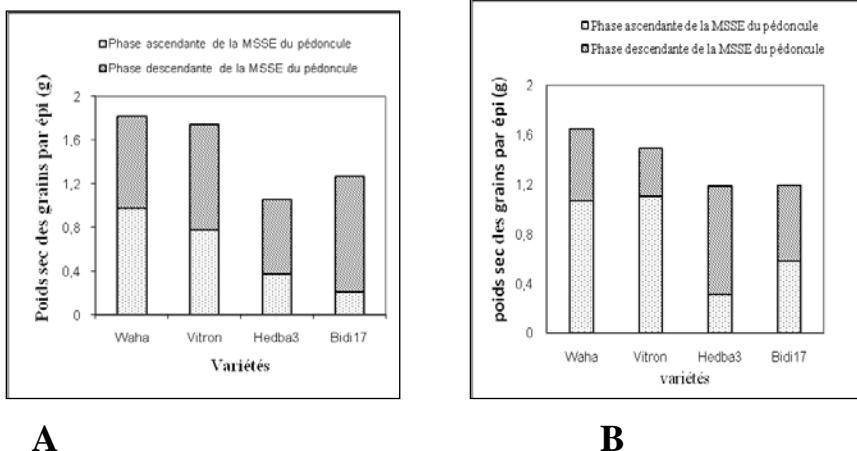 Phase ascendante de la MSSE du pédoncule
Phase descendante de la MSSE du pédoncule
Poids sec des grains par épi (g)
2
1,6
1,2
0,8
0,4
0
Waha Vitron Hedba3 Bidi17
Variétés
A
Phase ascendante de la MSSE du pédoncule
Phase descendante de la MSSE du pédoncule
poids sec des grains par épi (g)
2
1,6
1,2
0,8
0,4
0
Waha Vitron Hedba3 Bidi17
variétés
B